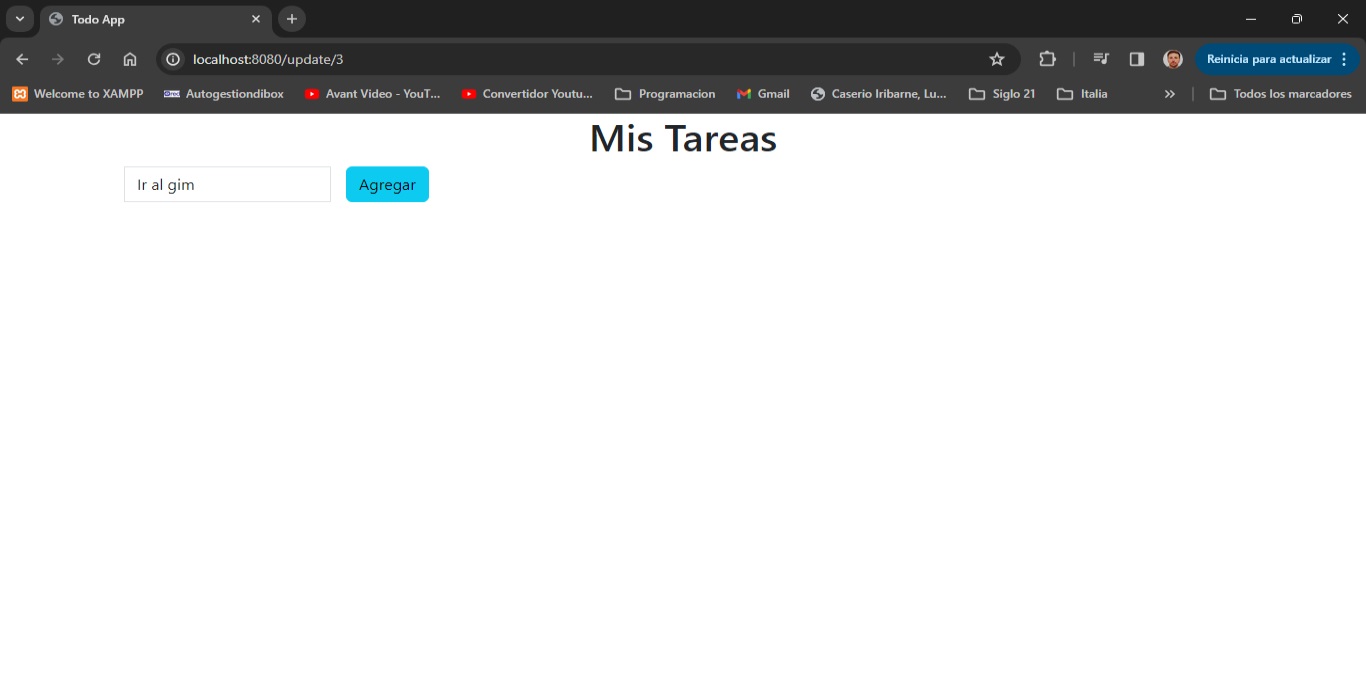 Todo App
localhost:8080/update/3
Reinicia para actualizar
Welcome to XAMPP Autogestiondibox Avant Video - YouT... Convertidor Youtu... Programacion Gmail Caserio Iribarne, Lu... Siglo 21 Italia Todos los marcadores
Mis Tareas
Ir al gim Agregar